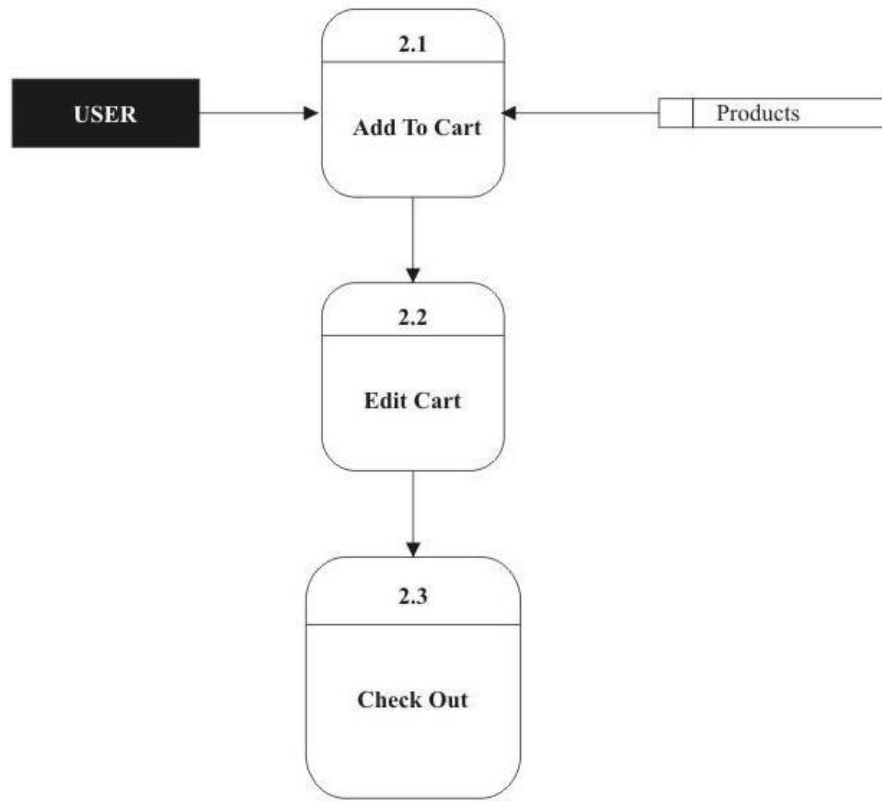 2.1
USER
Add To Cart
Products
2.2
Edit Cart
2.3
Check Out